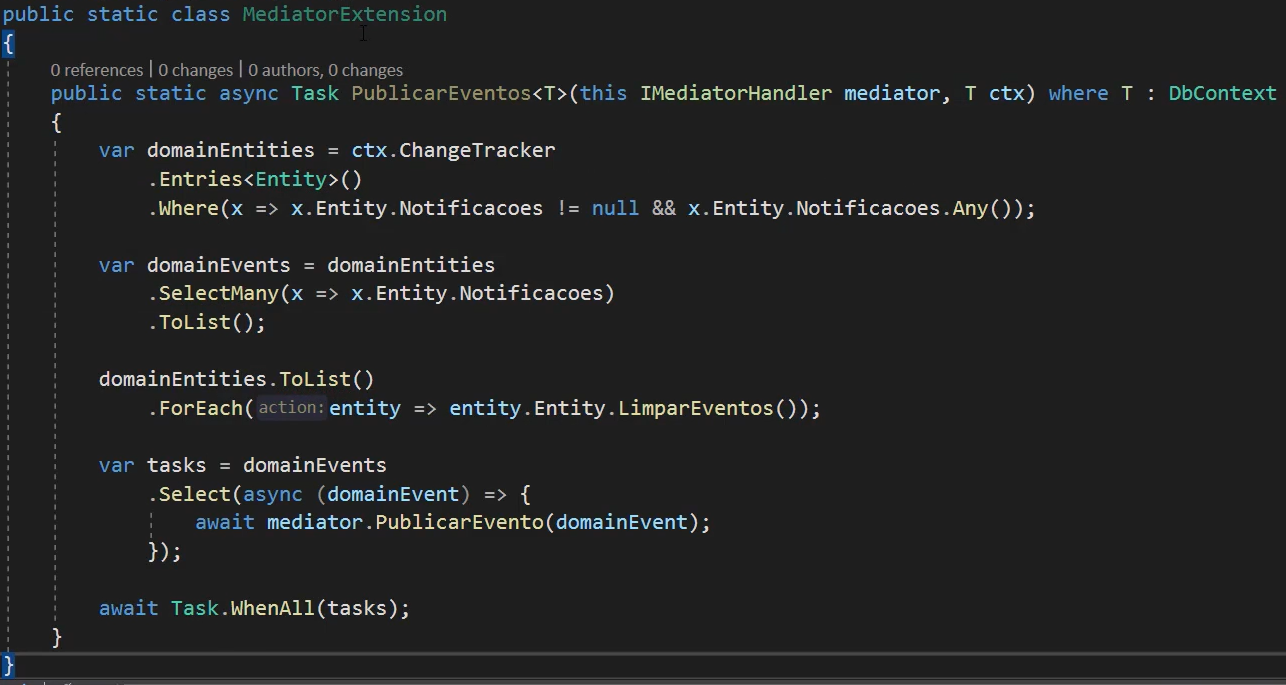 public static class MediatorExtension
{
0 references | 0 changes | 0 authors, 0 changes
public static async Task PublicarEventos<T>(this IMediatorHandler mediator, T ctx) where T : DbContext
{
var domainEntities = ctx.ChangeTracker
.Entries<Entity>()
.Where(x => x.Entity.Notificacoes != null && x.Entity.Notificacoes.Any());
var domainEvents = domainEntities
.SelectMany(x => x.Entity.Notificacoes)
.ToList();
domainEntities.ToList()
.ForEach(action: entity => entity.Entity.LimparEventos());
var tasks = domainEvents
.Select(async (domainEvent) => {
await mediator.PublicarEvento(domainEvent);
});
await Task.WhenAll(tasks);
}
}